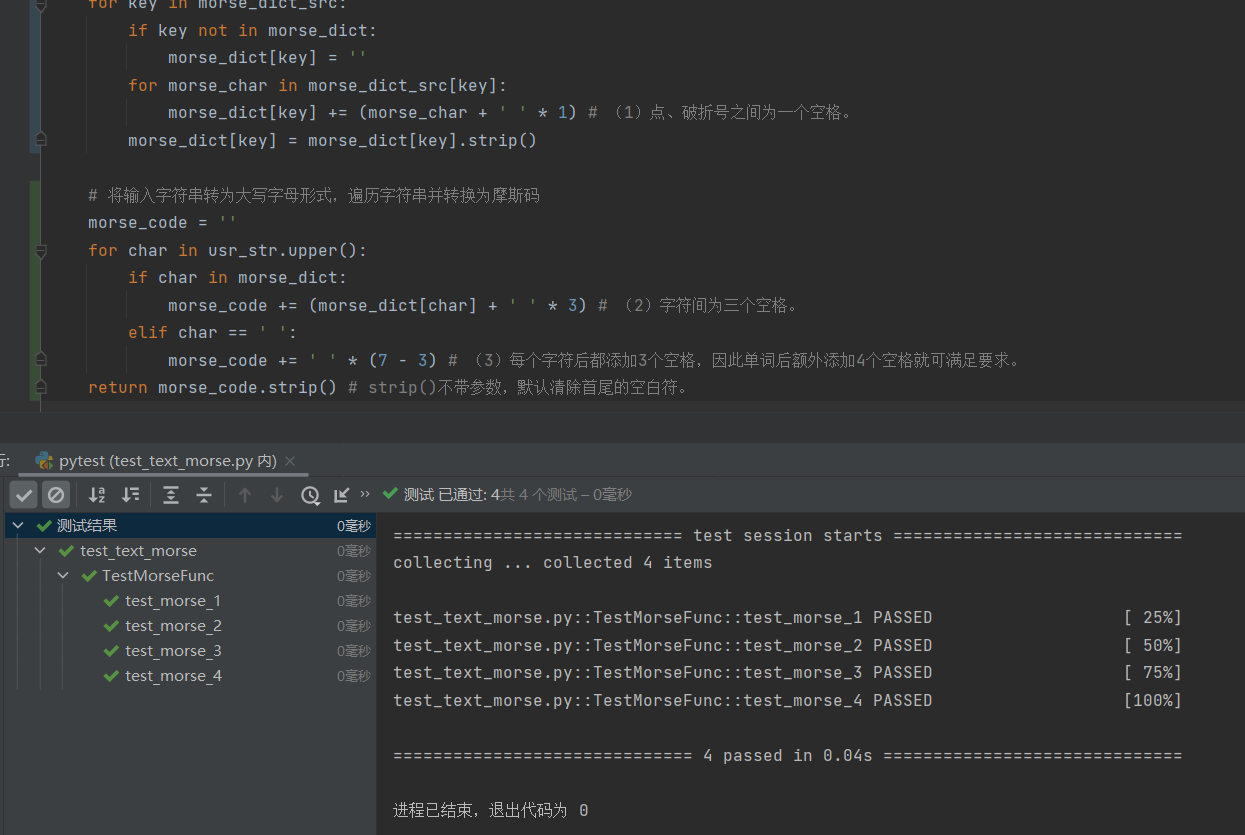 for key in morse_dict_src:
if key not in morse_dict:
morse_dict[key] = ''
for morse_char in morse_dict_src[key]:
morse_dict[key] += (morse_char + ' ' * 1) # （1）点、破折号之间为一个空格。
morse_dict[key] = morse_dict[key].strip()
# 将输入字符串转为大写字母形式，遍历字符串并转换为摩斯码
morse_code = ''
for char in usr_str.upper():
if char in morse_dict:
morse_code += (morse_dict[char] + ' ' * 3) # （2）字符间为三个空格。
elif char == ' ':
morse_code += ' ' * (7 - 3) # （3）每个字符后都添加3个空格，因此单词后额外添加4个空格就可满足要求。
return morse_code.strip() # strip()不带参数，默认清除首尾的空白符。
行: pytest (test_text_morse.py 内) ×
» 测试 已通过: 4共 4 个测试 – 0毫秒
测试结果 0毫秒
test_text_morse 0毫秒
TestMorseFunc 0毫秒
test_morse_1 0毫秒
test_morse_2 0毫秒
test_morse_3 0毫秒
test_morse_4 0毫秒
============================= test session starts =============================
collecting ... collected 4 items
test_text_morse.py::TestMorseFunc::test_morse_1 PASSED [ 25%]
test_text_morse.py::TestMorseFunc::test_morse_2 PASSED [ 50%]
test_text_morse.py::TestMorseFunc::test_morse_3 PASSED [ 75%]
test_text_morse.py::TestMorseFunc::test_morse_4 PASSED [100%]
============================== 4 passed in 0.04s ==============================
进程已结束，退出代码为 0